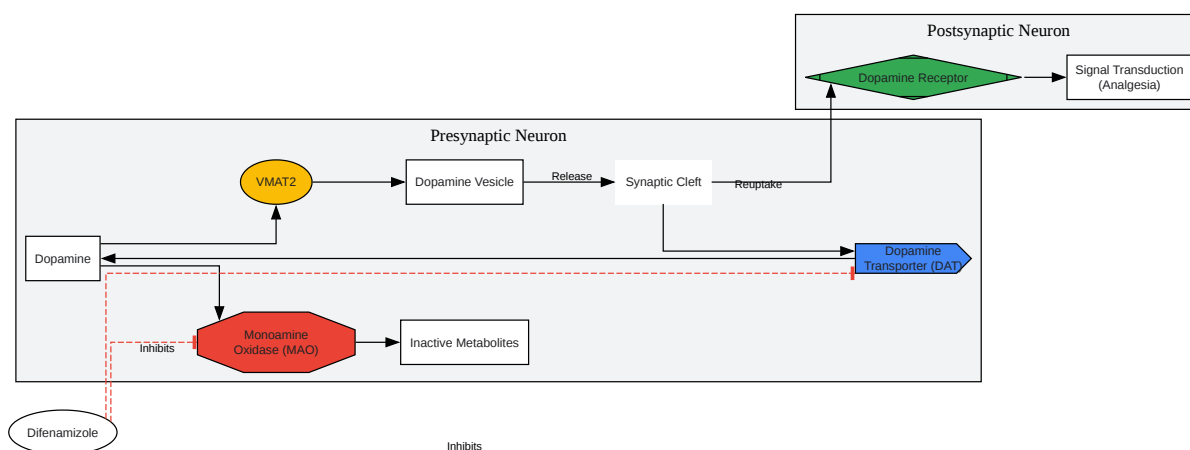 Postsynaptic Neuron
Dopamine Receptor
Signal Transduction
(Analgesia)
Presynaptic Neuron
VMAT2
Dopamine Vesicle
Release
Synaptic Cleft
Reuptake
Dopamine
Dopamine
Transporter (DAT)
Monoamine
Oxidase (MAO)
Inactive Metabolites
Inhibits
Difenamizole
Inhibits